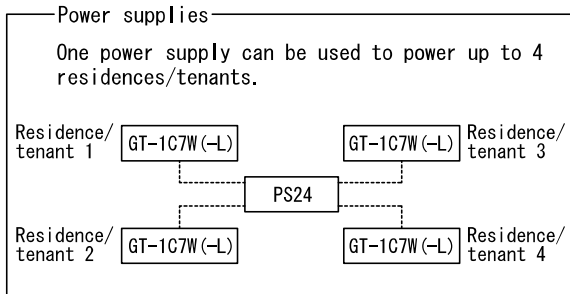 Power supplies
One power supply can be used to power up to 4
residences/tenants.
Residence/
tenant 1
GT-1C7W(-L)
GT-1C7W(-L)
Residence/
tenant 3
PS24
Residence/
tenant 2
GT-1C7W(-L)
GT-1C7W(-L)
Residence/
tenant 4